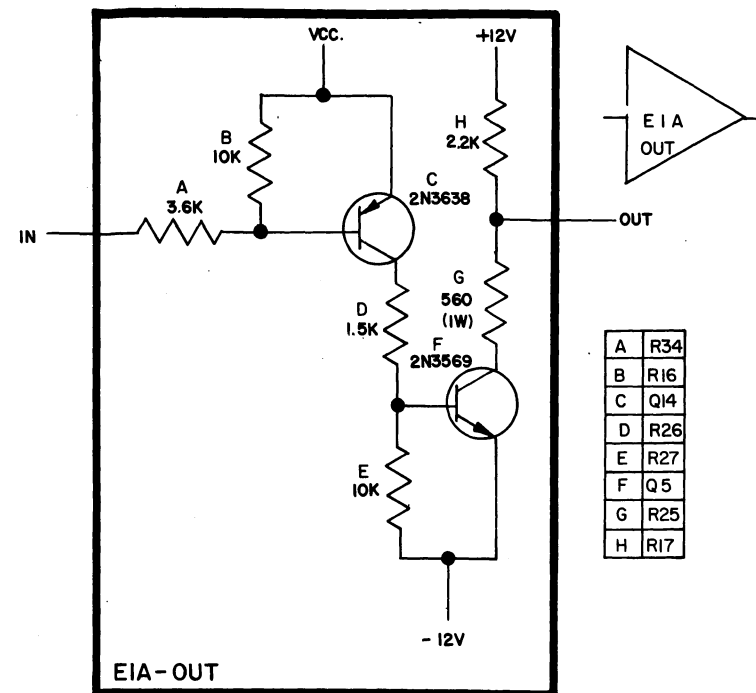 VCC.
+12V
B
10K
H
2.2K
EIA
OUT
A
3.6K
C
2N3638
IN
OUT
D
1.5K
G
560
(1W)
F
2N3569
E
10K
-12V
EIA-OUT
A R34
B R16
C Q14
D R26
E R27
F Q5
G R25
H R17